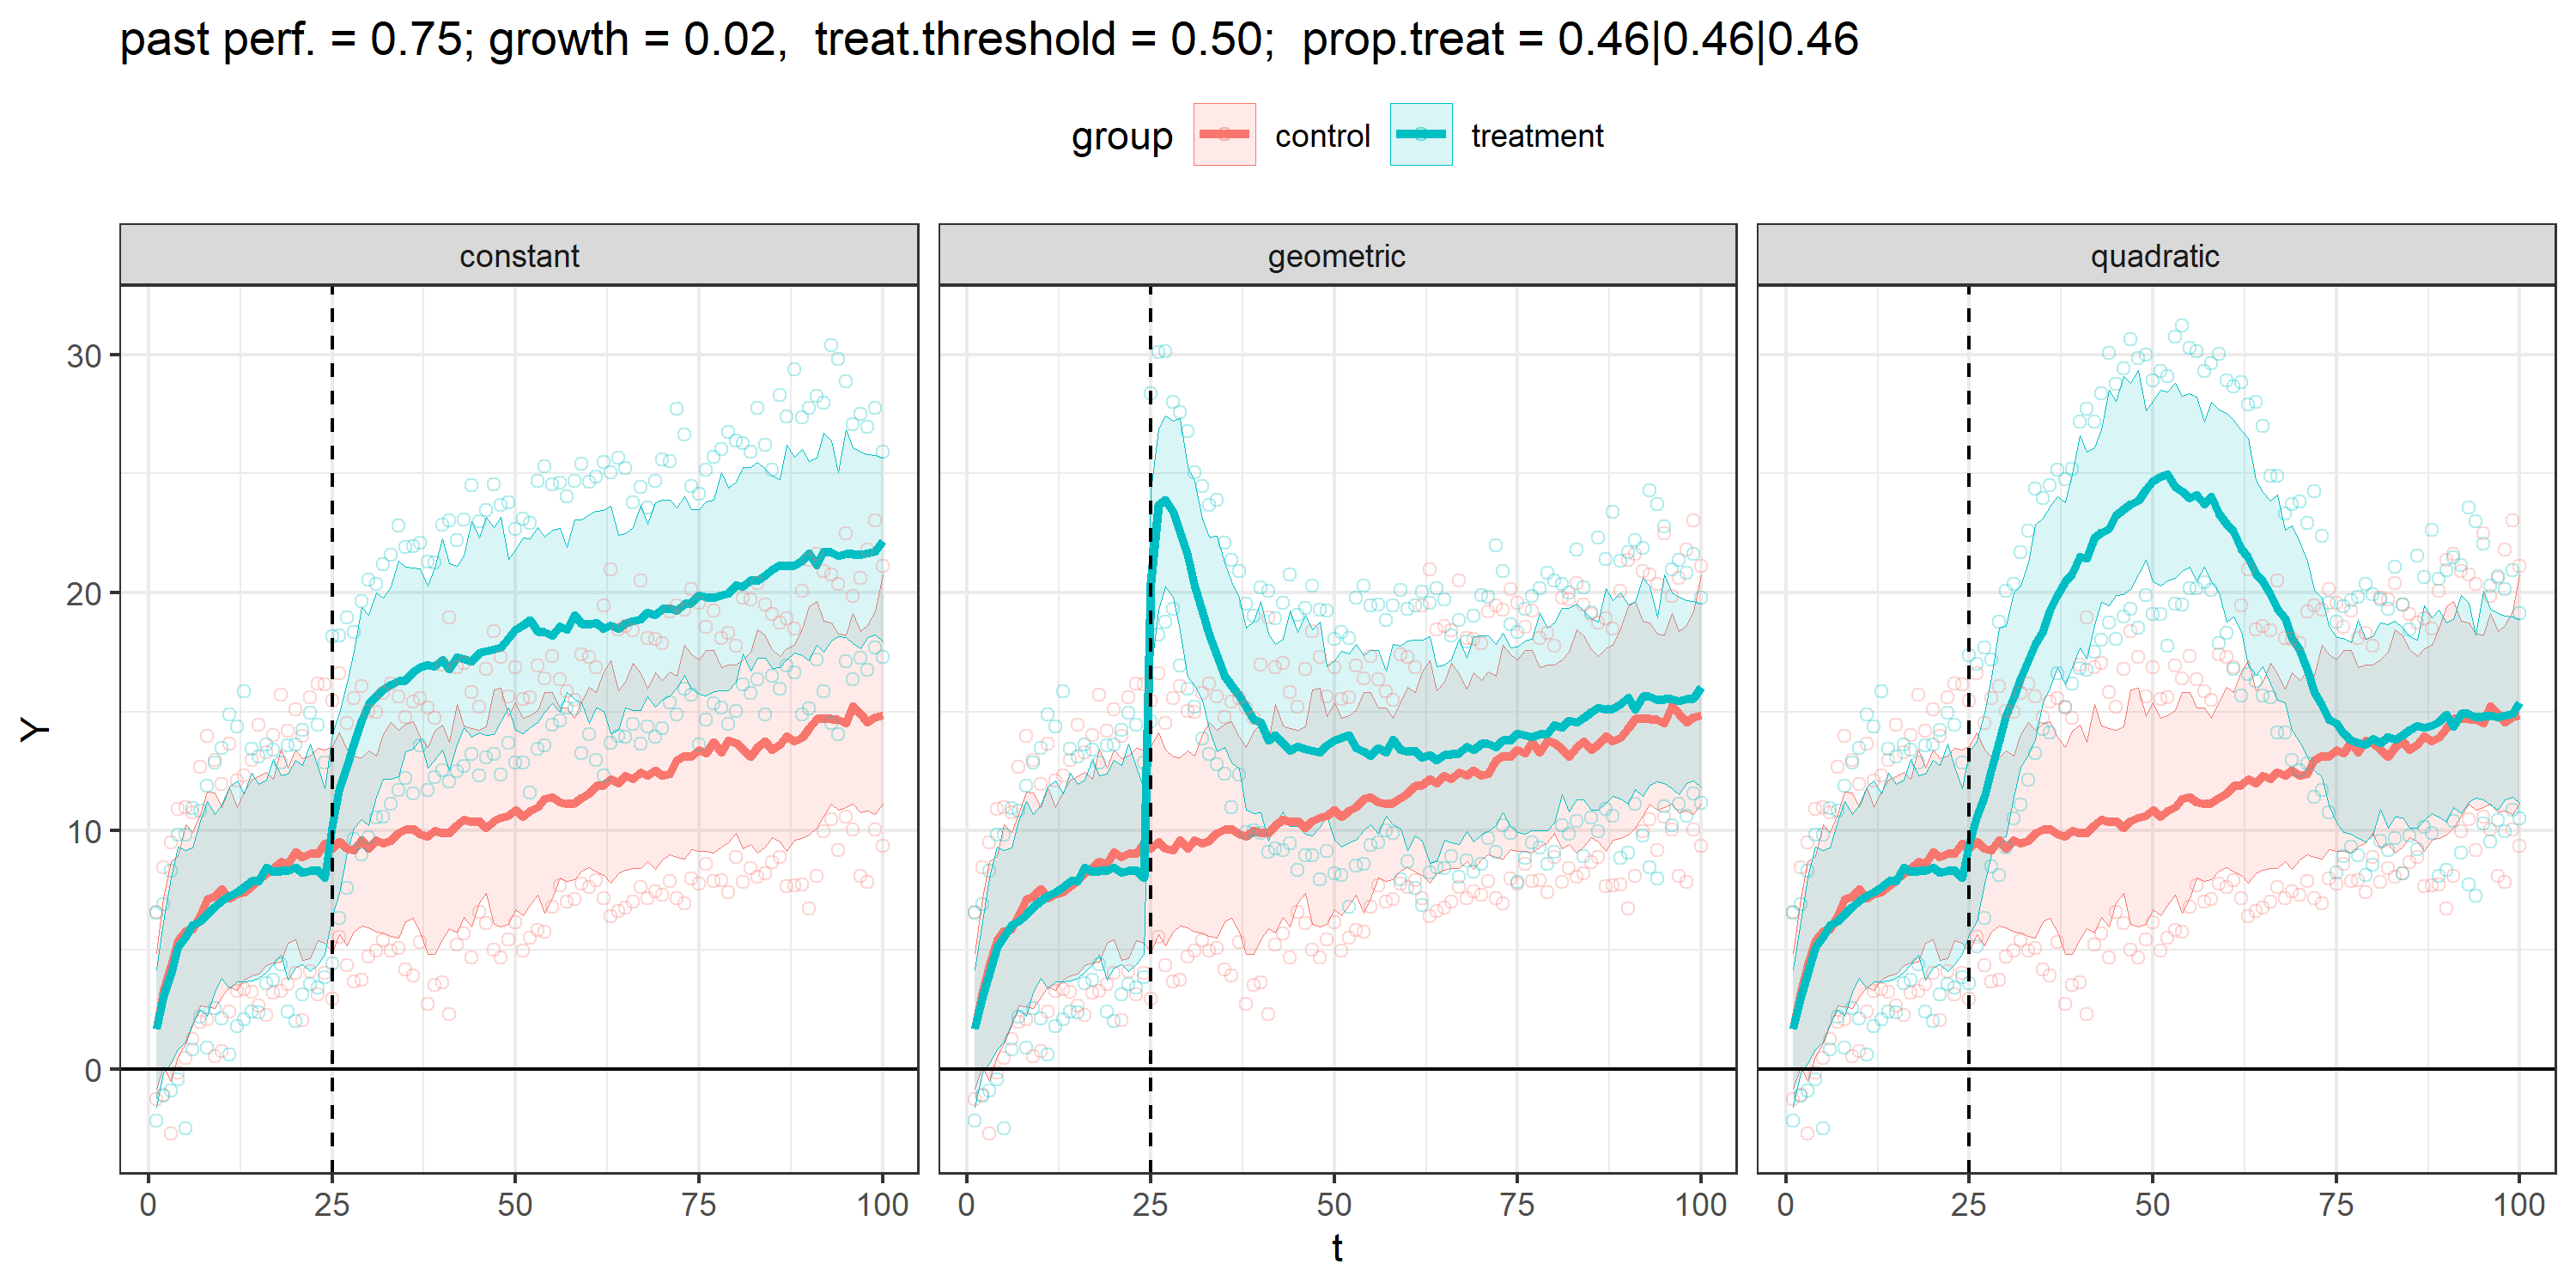 past perf. = 0.75; growth = 0.02,  treat.threshold = 0.50;  prop.treat = 0.46|0.46|0.46
group control treatment
constant geometric quadratic
Y
30
20
10
0
0 25 50 75 100 0 25 50 75 100 0 25 50 75 100
t